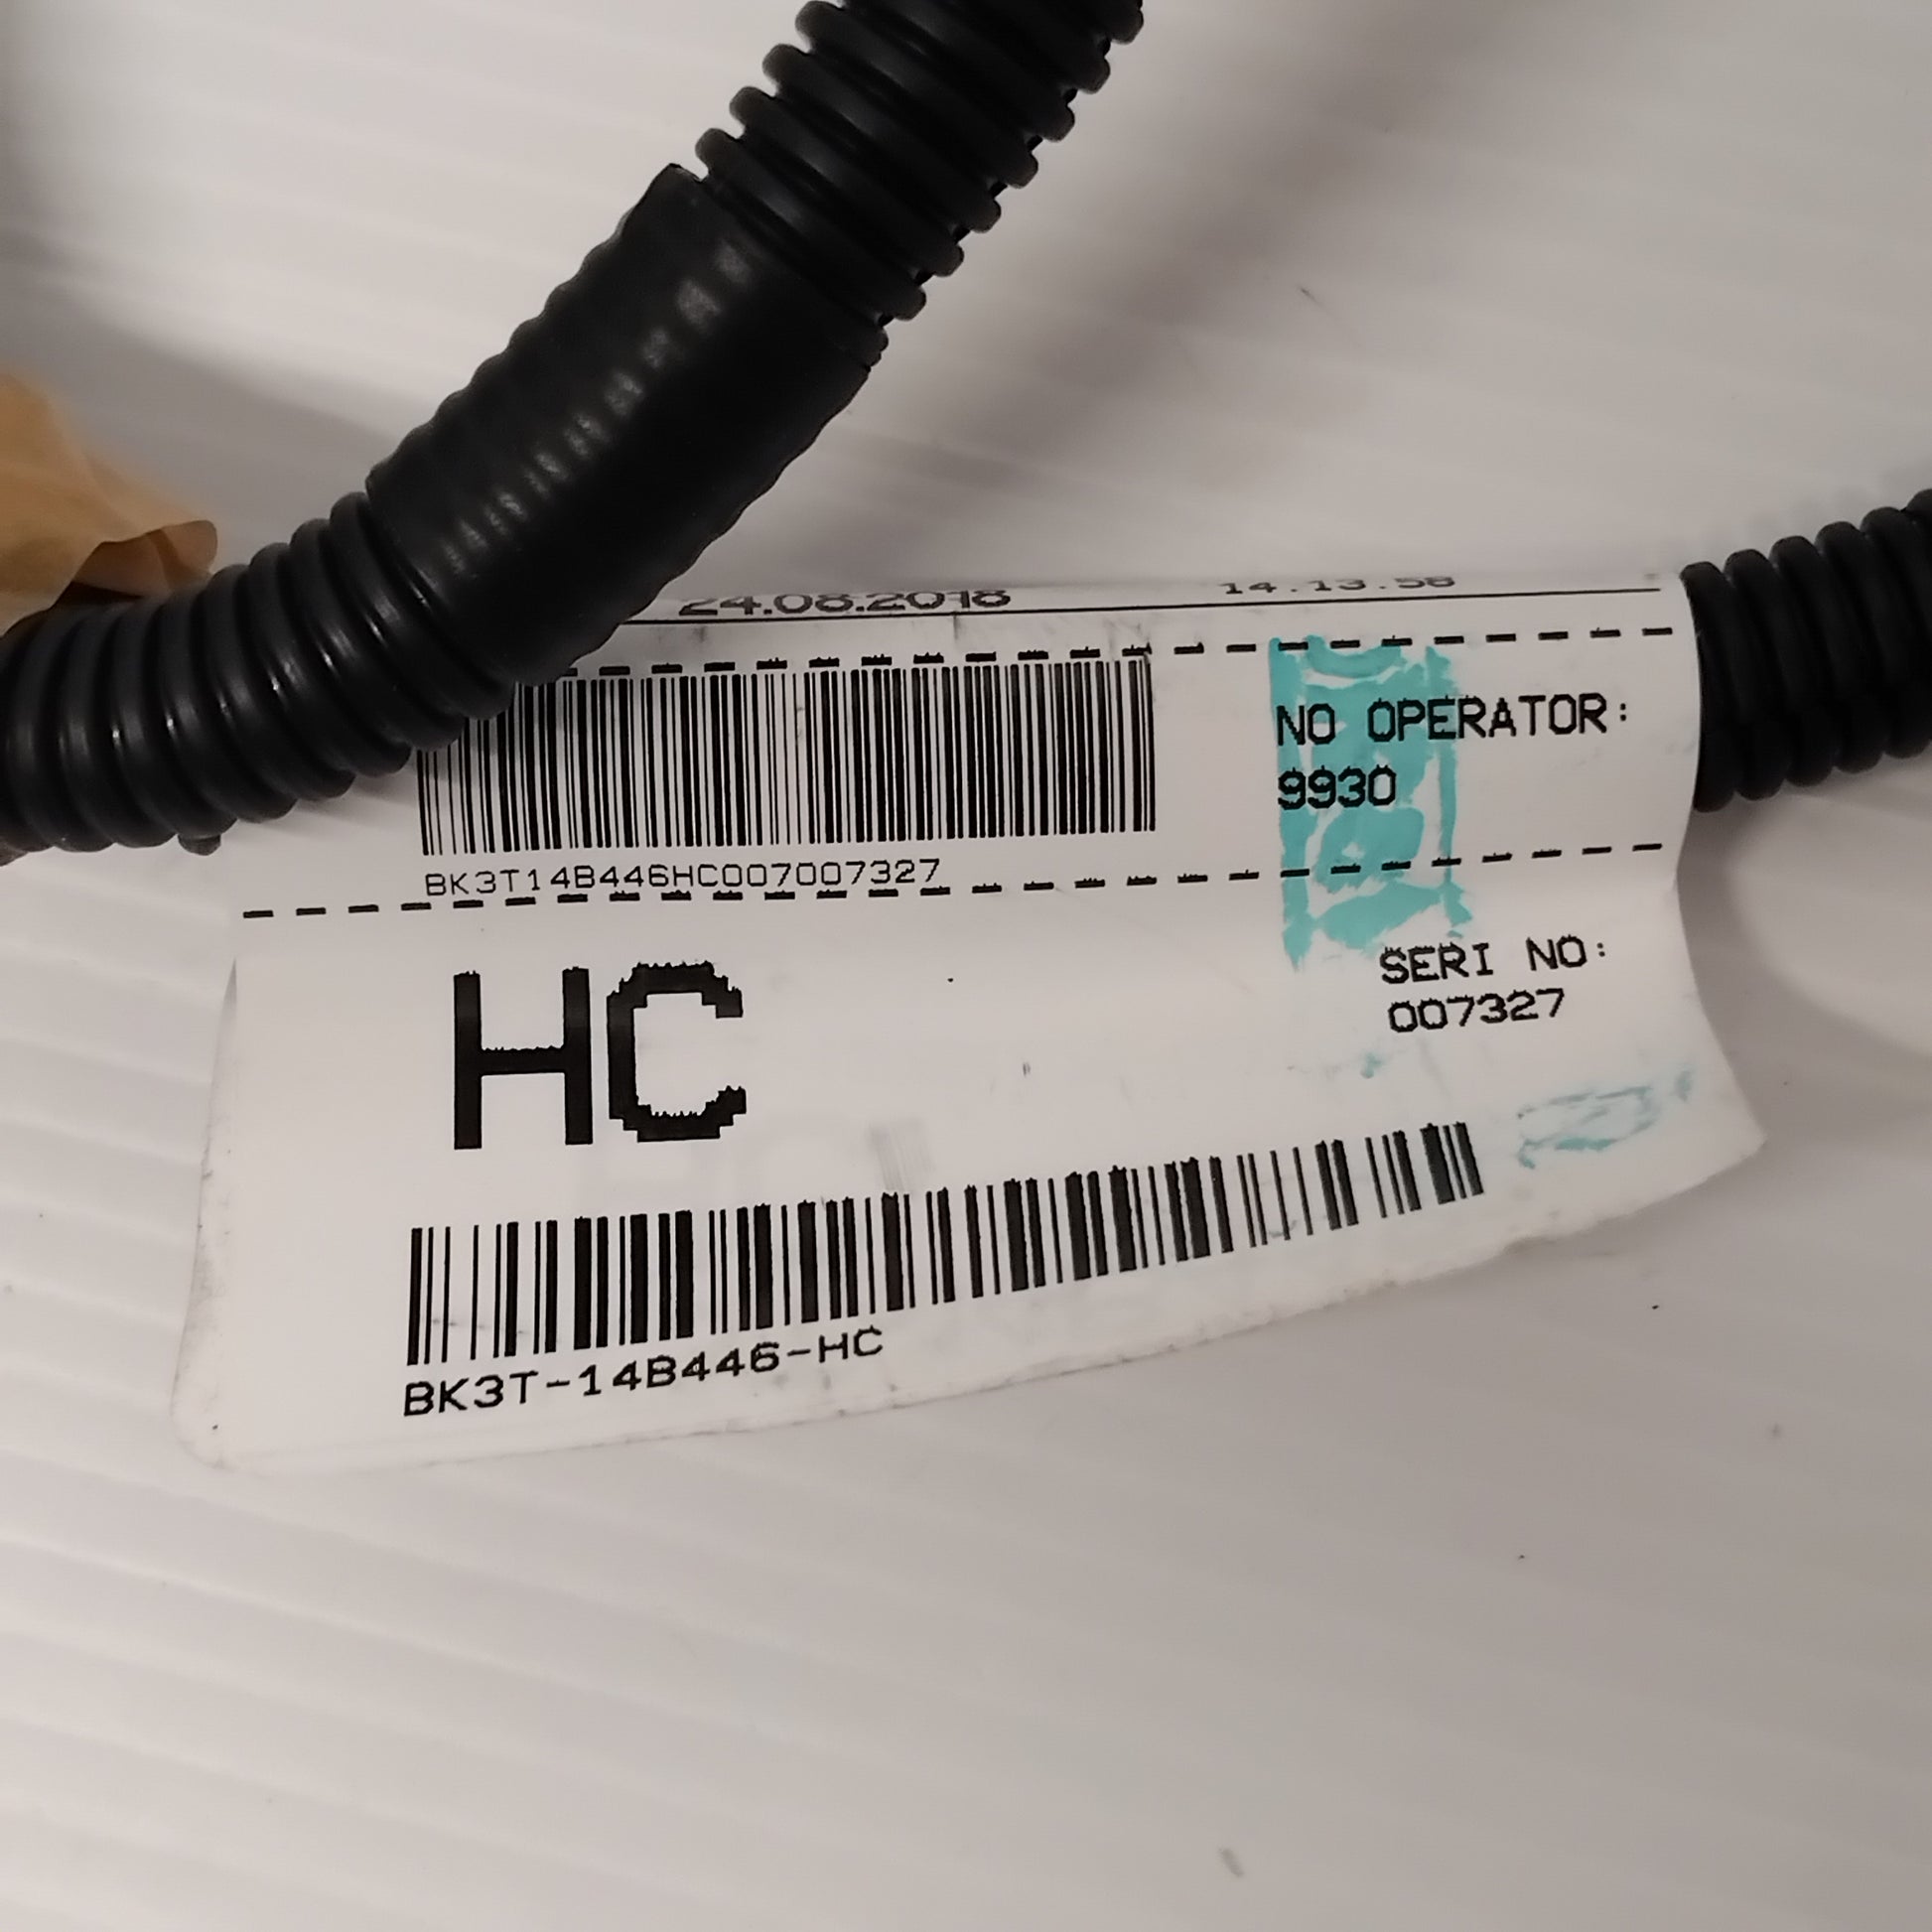 24.08.2018 14.13.58
NO OPERATOR:
9930
BK3T14B446HC007007327
HC
SERI NO:
007327
BK3T-14B446-HC